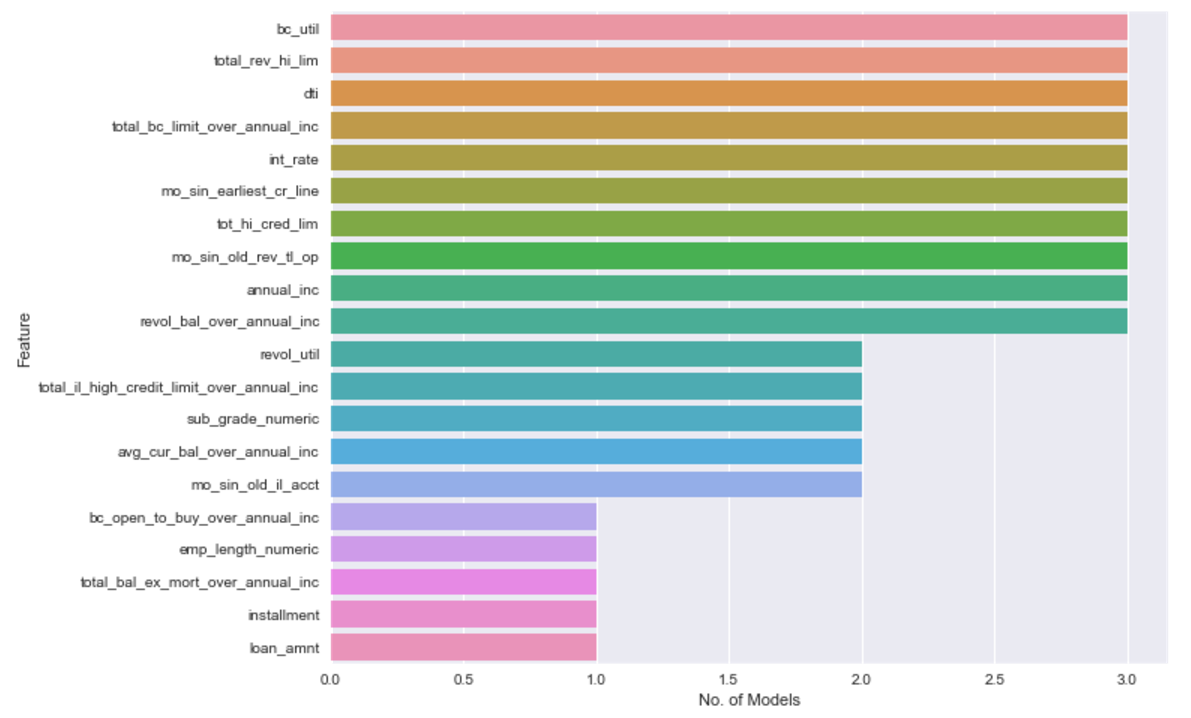 bc_util
total_rev_hi_lim
dti
total_bc_limit_over_annual_inc
int_rate
mo_sin_earliest_cr_line
tot_hi_cred_lim
mo_sin_old_rev_tl_op
annual_inc
revol_bal_over_annual_inc
revol_util
total_il_high_credit_limit_over_annual_inc
sub_grade_numeric
avg_cur_bal_over_annual_inc
mo_sin_old_il_acct
bc_open_to_buy_over_annual_inc
emp_length_numeric
total_bal_ex_mort_over_annual_inc
installment
loan_amnt
Feature
0.0 0.5 1.0 1.5 2.0 2.5 3.0
No. of Models